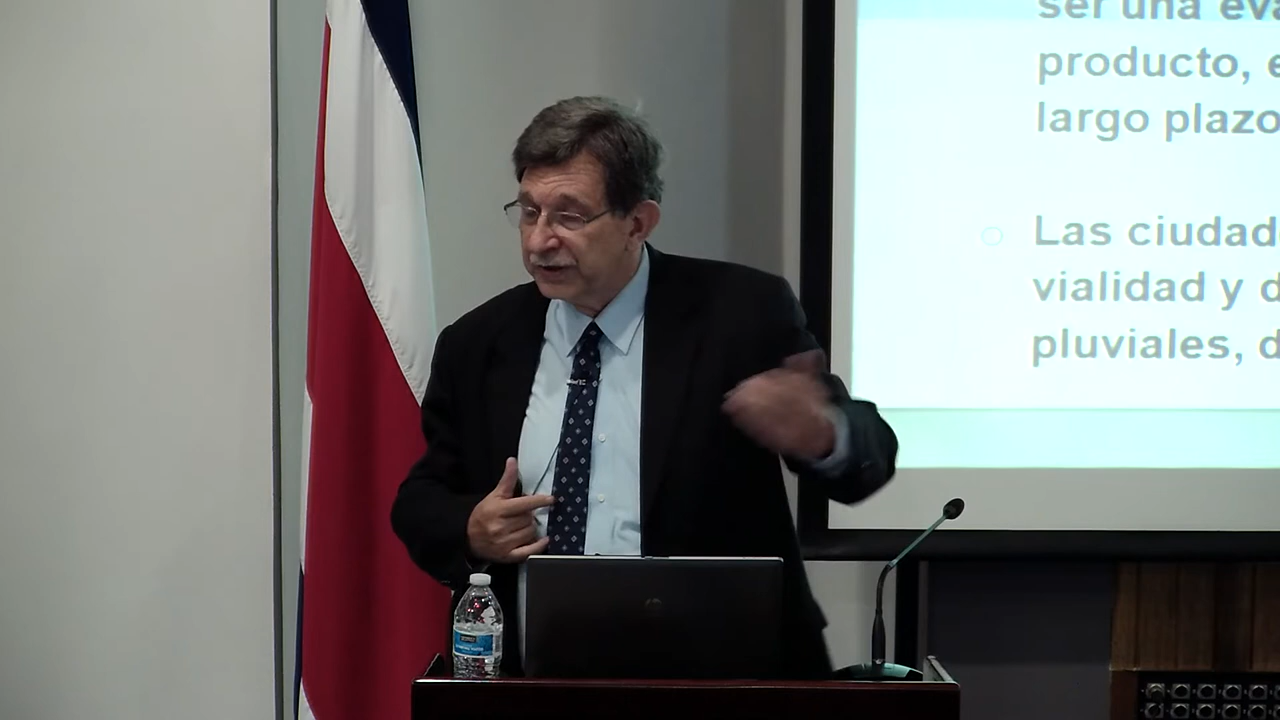 ser una eva
producto, e
largo plazo
Las ciudad
vialidad y d
pluviales, d